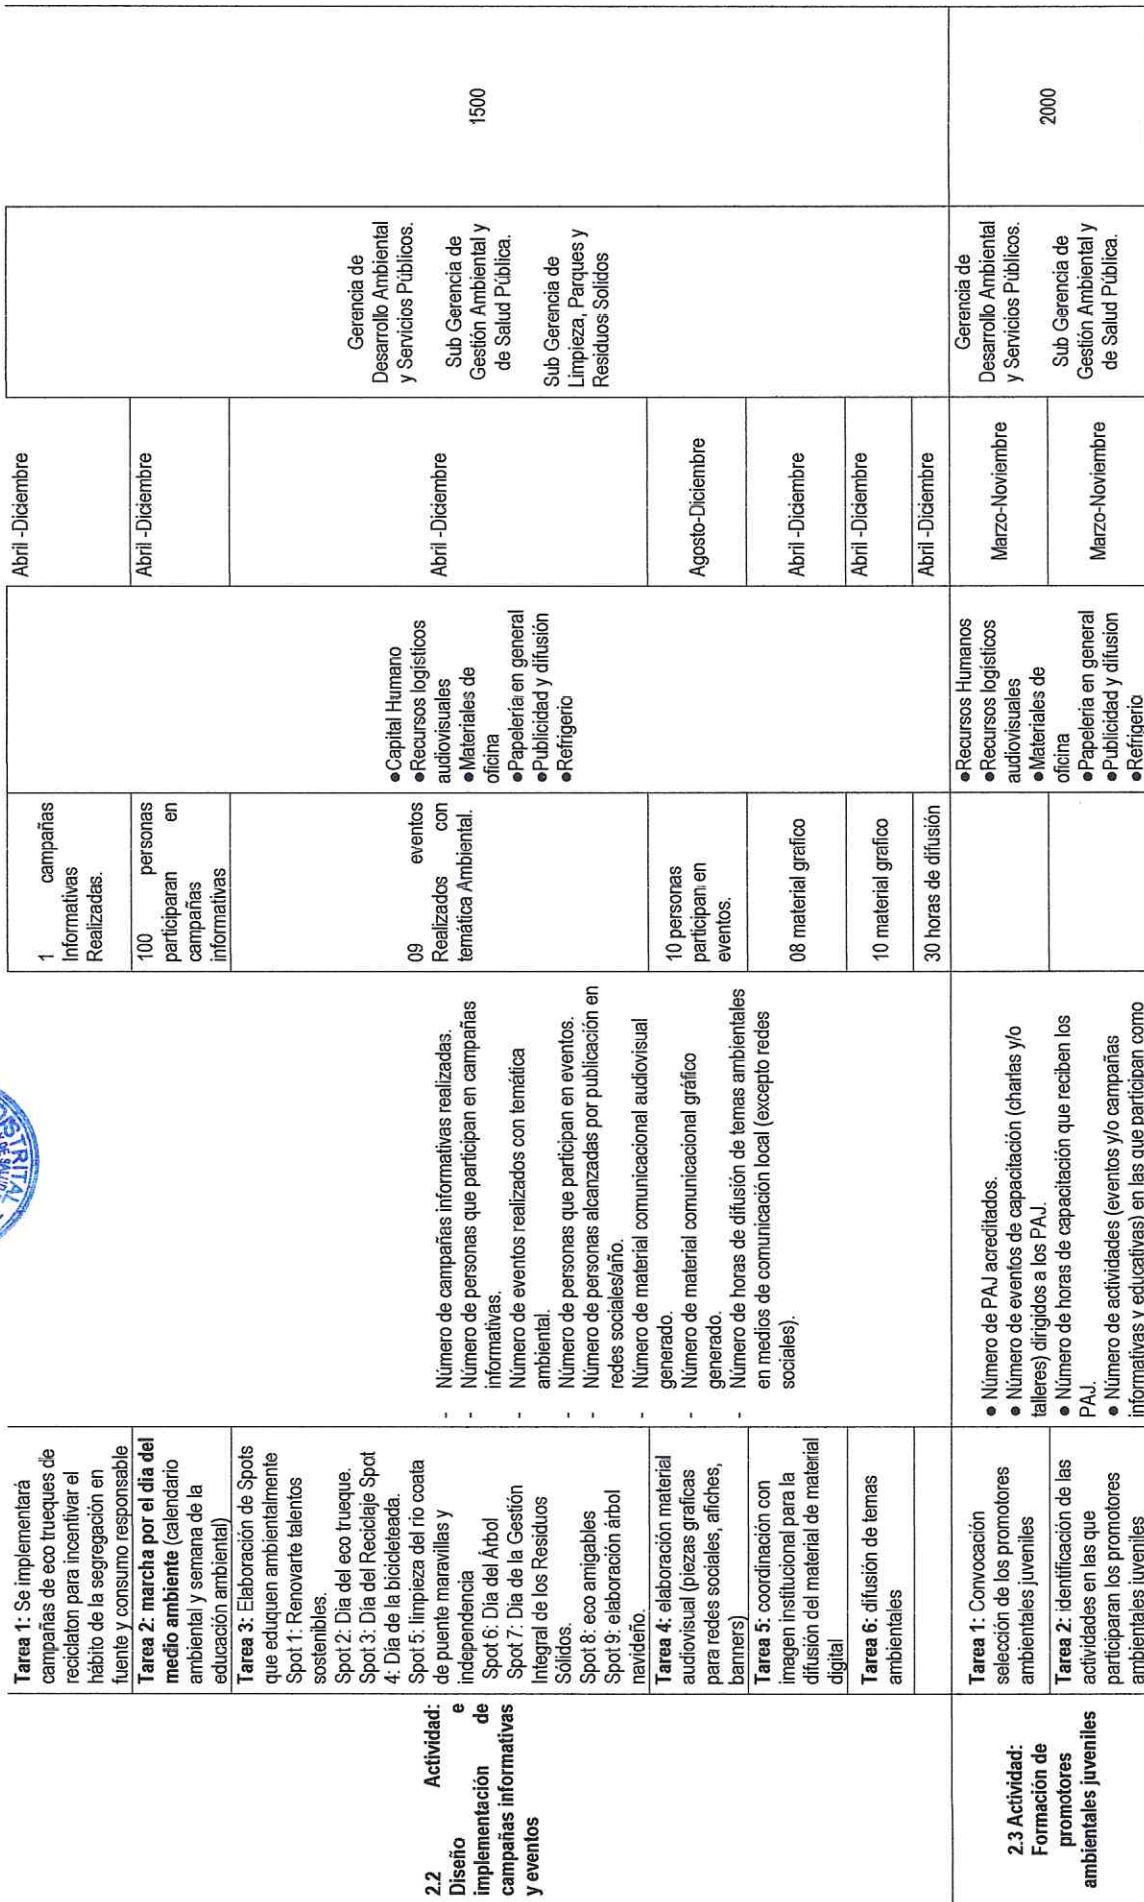 2.2 Actividad:
Diseño e
implementación de
campañas informativas
y eventos
Tarea 1: Se implementará
campañas de eco trueques de
reciclaton para incentivar el
hábito de la segregación en
fuente y consumo responsable
Tarea 2: marcha por el dia del
medio ambiente (calendario
ambiental y semana de la
educación ambiental)
Tarea 3: Elaboración de Spots
que eduquen ambientalmente
Spot 1: Renovarte talentos
sostenibles.
Spot 2: Día del eco trueque.
Spot 3: Día del Reciclaje Spot
4: Día de la bicicleteada.
Spot 5: limpieza del rio coata
de puente maravillas y
independencia
Spot 6: Dia del Árbol
Spot 7: Dia de la Gestión
Integral de los Residuos
Sólidos.
Spot 8: eco amigables
Spot 9: elaboración árbol
navideño.
Tarea 4: elaboración material
audiovisual (piezas graficas
para redes sociales, afiches,
banners)
Tarea 5: coordinación con
imagen institucional para la
difusión del material de material
digital
Tarea 6: difusión de temas
ambientales
- Número de campañas informativas realizadas.
- Número de personas que participan en campañas
informativas.
- Número de eventos realizados con temática
ambiental.
- Número de personas que participan en eventos.
- Número de personas alcanzadas por publicación en
redes sociales/año.
- Número de material comunicacional audiovisual
generado.
- Número de material comunicacional gráfico
generado.
- Número de horas de difusión de temas ambientales
en medios de comunicación local (excepto redes
sociales).
1 campañas
Informativas
Realizadas.
100 personas
participaran en
campañas
informativas
09 eventos
Realizados con
temática Ambiental.
10 personas
participan en
eventos.
08 material grafico
10 material grafico
30 horas de difusión
●Capital Humano
●Recursos logísticos
audiovisuales
●Materiales de
oficina
●Papelería en general
●Publicidad y difusión
●Refrigerio
Abril -Diciembre
Abril -Diciembre
Abril -Diciembre
Agosto-Diciembre
Abril -Diciembre
Abril -Diciembre
Abril -Diciembre
Gerencia de
Desarrollo Ambiental
y Servicios Públicos.
Sub Gerencia de
Gestión Ambiental y
de Salud Pública.
Sub Gerencia de
Limpieza, Parques y
Residuos Solidos
1500
2.3 Actividad:
Formación de
promotores
ambientales juveniles
Tarea 1: Convocación
selección de los promotores
ambientales juveniles
Tarea 2: identificación de las
actividades en las que
participaran los promotores
ambientales juveniles
● Número de PAJ acreditados.
● Número de eventos de capacitación (charlas y/o
talleres) dirigidos a los PAJ.
● Número de horas de capacitación que reciben los
PAJ.
● Número de actividades (eventos y/o campañas
informativas y educativas) en las que participan como
●Recursos Humanos
●Recursos logísticos
audiovisuales
●Materiales de
oficina
●Papelería en general
●Publicidad y difusion
●Refrigerio
Marzo-Noviembre
Marzo-Noviembre
Gerencia de
Desarrollo Ambiental
y Servicios Públicos.
Sub Gerencia de
Gestión Ambiental y
de Salud Pública.
2000
STRITAL
DE SALUD